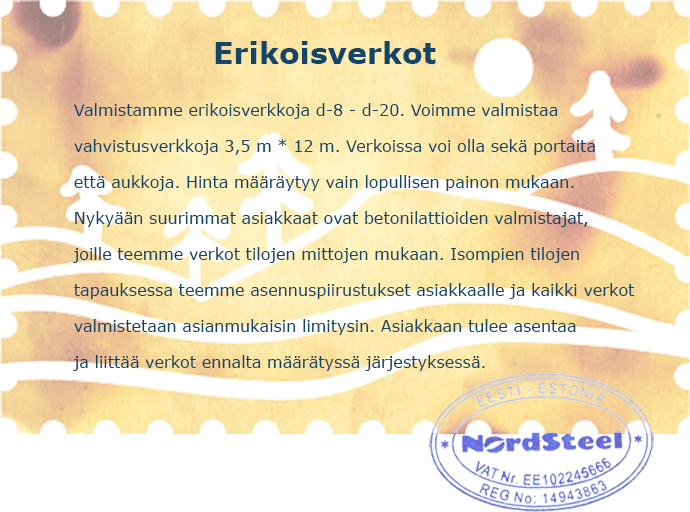 Erikoisverkot
Valmistamme erikoisverkkoja d-8 - d-20. Voimme valmistaa
vahvistusverkkoja 3,5 m * 12 m. Verkoissa voi olla sekä portaita
että aukkoja. Hinta määräytyy vain lopullisen painon mukaan.
Nykyään suurimmat asiakkaat ovat betonilattioiden valmistajat,
joille teemme verkot tilojen mittojen mukaan. Isompien tilojen
tapauksessa teemme asennuspiirustukset asiakkaalle ja kaikki verkot
valmistetaan asianmukaisin limitysin. Asiakkaan tulee asentaa
ja liittää verkot ennalta määrätyssä järjestyksessä.
EESTI - ESTONIA
* NordSteel *
VAT Nr. EE102245666
REG No: 14943863